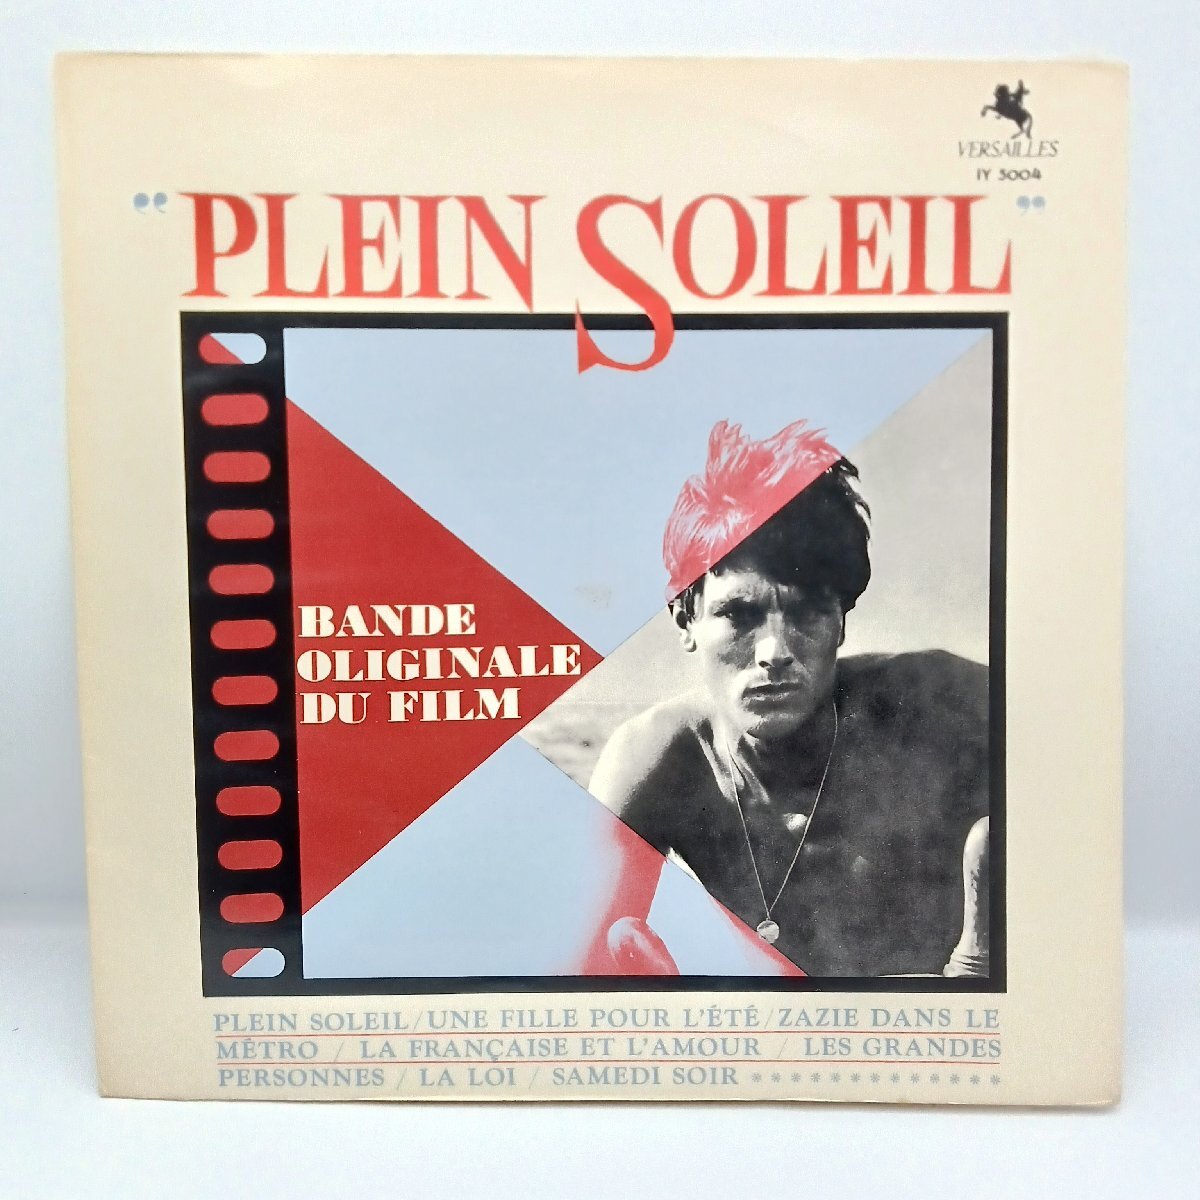 VERSAILLES
IY 5004
“PLEIN SOLEIL”
BANDE
OLIGINALE
DU FILM
PLEIN SOLEIL/UNE FILLE POUR L'ÉTÉ/ZAZIE DANS LE
MÉTRO / LA FRANÇAISE ET L'AMOUR / LES GRANDES
PERSONNES / LA LOI / SAMEDI SOIR *************